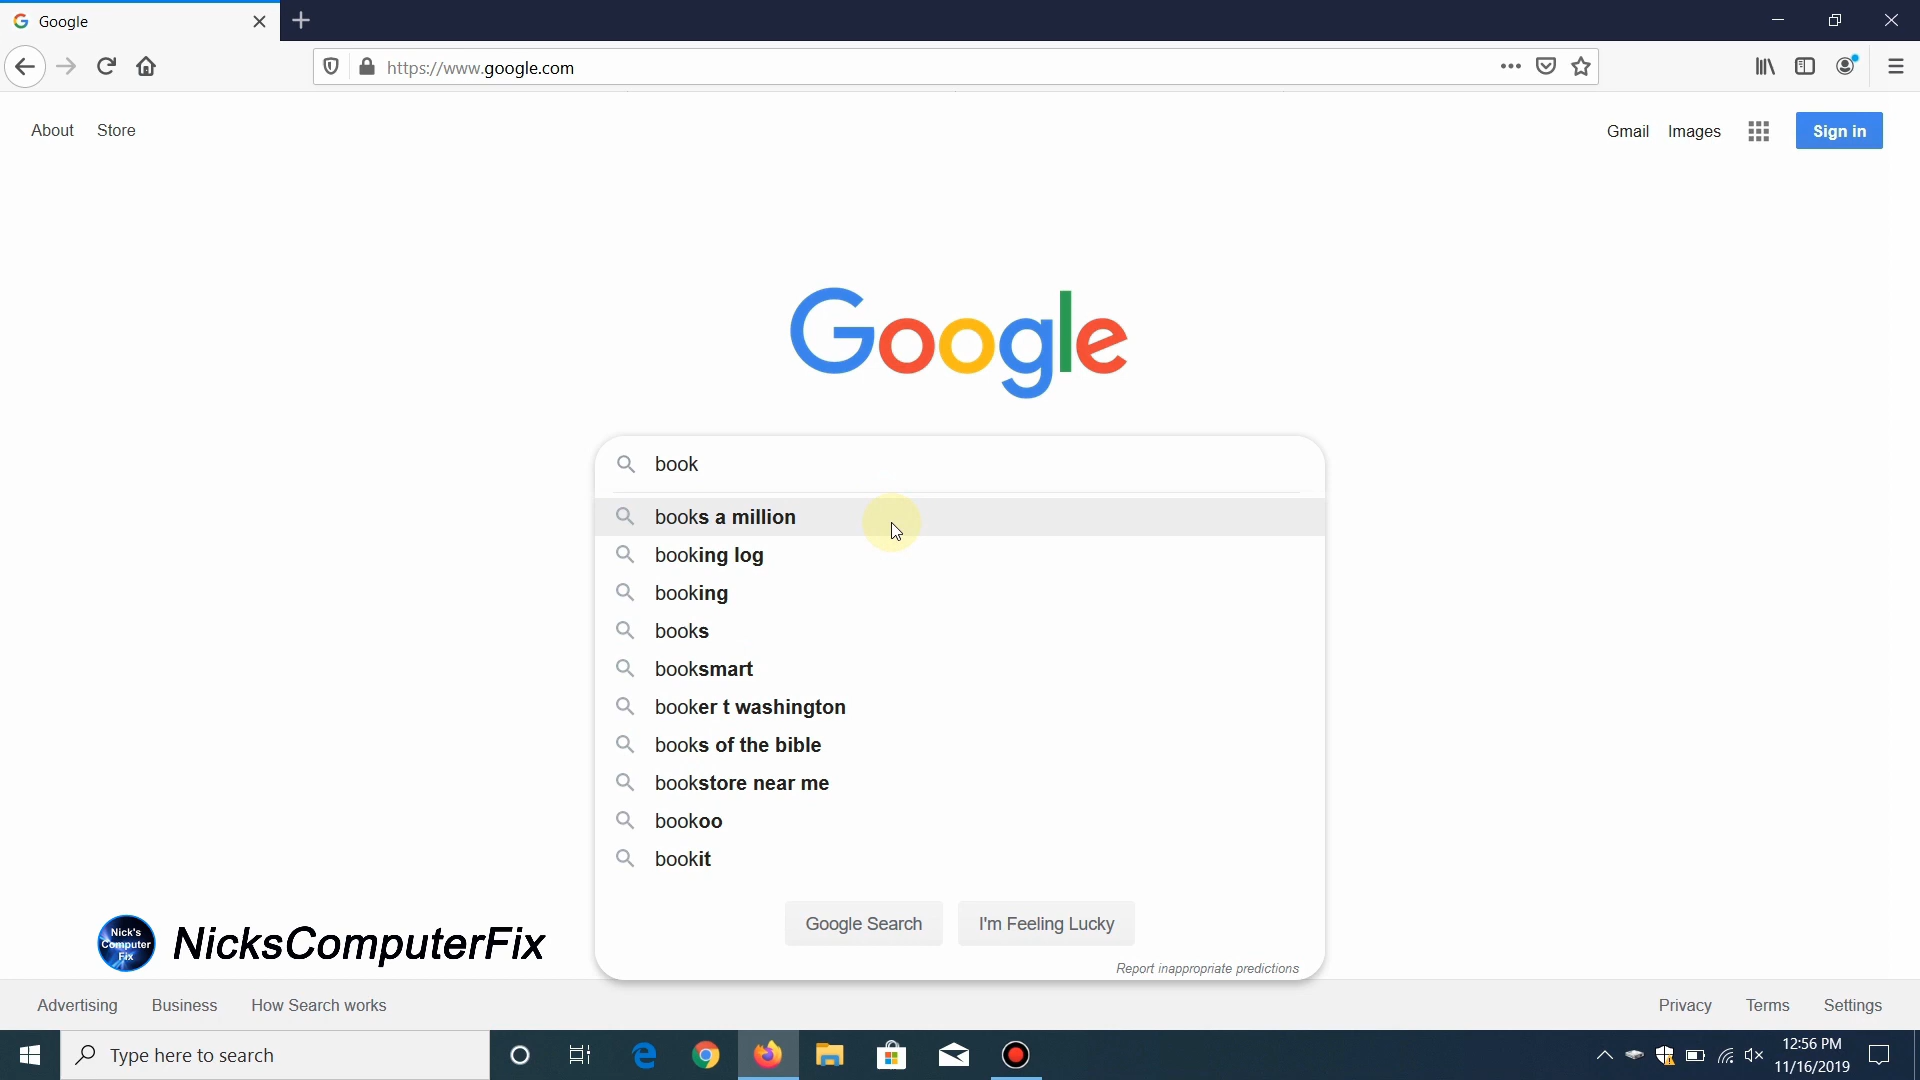 Google
https://www.google.com
About Store
Gmail Images Sign in
Google
book
books a million
booking log
booking
books
booksmart
booker t washington
books of the bible
bookstore near me
bookoo
bookit
Google Search I'm Feeling Lucky
Report inappropriate predictions
Nick's
Computer
Fix
NicksComputerFix
Advertising Business How Search works
Privacy Terms Settings
Type here to search
12:56 PM
11/16/2019